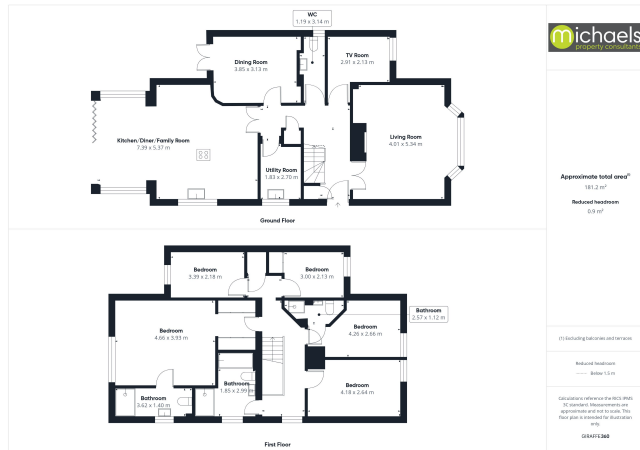 WC
1.19 x 3.14 m
Dining Room
3.85 x 3.13 m
TV Room
2.91 x 2.13 m
Kitchen/Diner/Family Room
7.39 x 5.37 m
Living Room
4.01 x 5.34 m
Utility Room
1.83 x 2.70 m
Ground Floor
Bedroom
3.39 x 2.18 m
Bedroom
3.00 x 2.13 m
Bathroom
2.57 x 1.12 m
Bedroom
4.66 x 3.93 m
Bedroom
4.26 x 2.66 m
Bathroom
1.85 x 2.99 m
Bedroom
4.18 x 2.64 m
Bathroom
3.62 x 1.40 m
First Floor
michaels
property consultants
Approximate total area(1)
181.2 m²
Reduced headroom
0.9 m²
(1) Excluding balconies and terraces
Reduced headroom
Below 1.5 m
Calculations reference the RICS IPMS
3C standard. Measurements are
approximate and not to scale. This
floor plan is intended for illustration
only.
GIRAFFE360